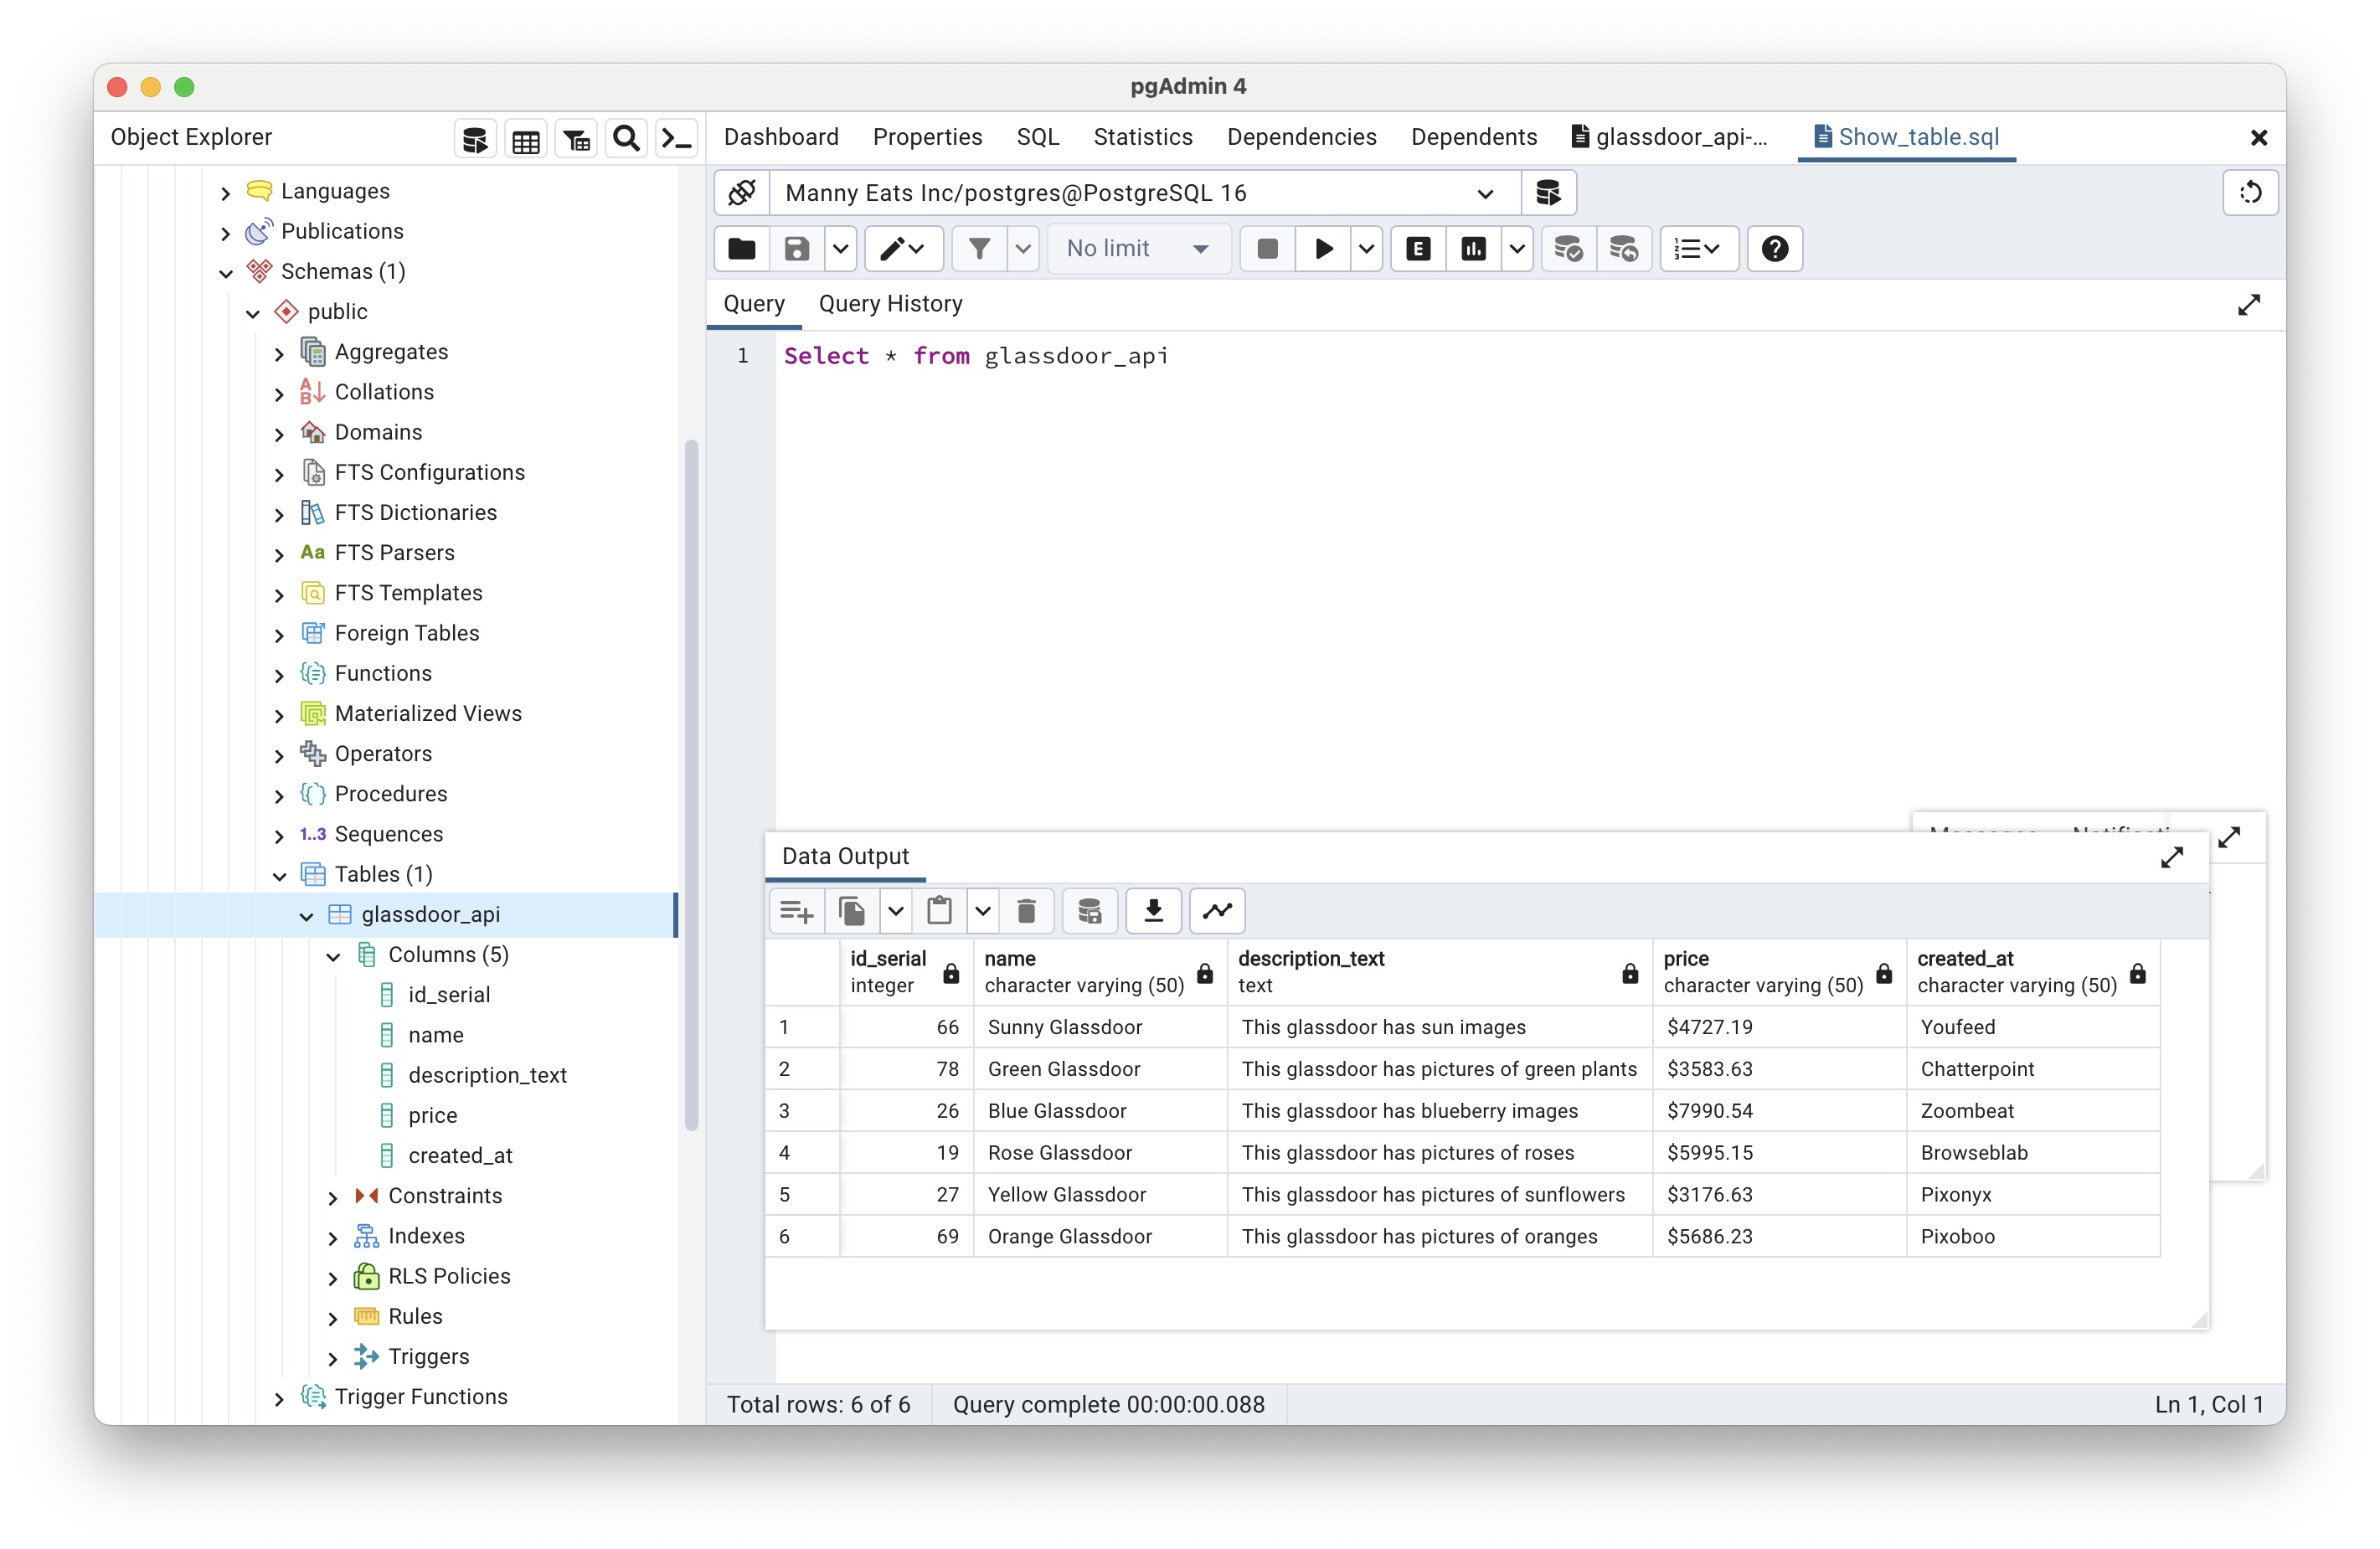 pgAdmin 4
Object Explorer
Languages
Publications
Schemas (1)
public
Aggregates
Collations
Domains
FTS Configurations
FTS Dictionaries
Aa FTS Parsers
FTS Templates
Foreign Tables
Functions
Materialized Views
Operators
Procedures
1..3 Sequences
Tables (1)
glassdoor_api
Columns (5)
id_serial
name
description_text
price
created_at
Constraints
Indexes
RLS Policies
Rules
Triggers
Trigger Functions
Dashboard Properties SQL Statistics Dependencies Dependents glassdoor_api-... Show_table.sql
Manny Eats Inc/postgres@PostgreSQL 16
No limit
Query Query History
1 Select * from glassdoor_api
Data Output
id_serial name description_text price created_at
integer character varying (50) text character varying (50) character varying (50)
1 66 Sunny Glassdoor This glassdoor has sun images $4727.19 Youfeed
2 78 Green Glassdoor This glassdoor has pictures of green plants $3583.63 Chatterpoint
3 26 Blue Glassdoor This glassdoor has blueberry images $7990.54 Zoombeat
4 19 Rose Glassdoor This glassdoor has pictures of roses $5995.15 Browseblab
5 27 Yellow Glassdoor This glassdoor has pictures of sunflowers $3176.63 Pixonyx
6 69 Orange Glassdoor This glassdoor has pictures of oranges $5686.23 Pixoboo
Total rows: 6 of 6 Query complete 00:00:00.088 Ln 1, Col 1